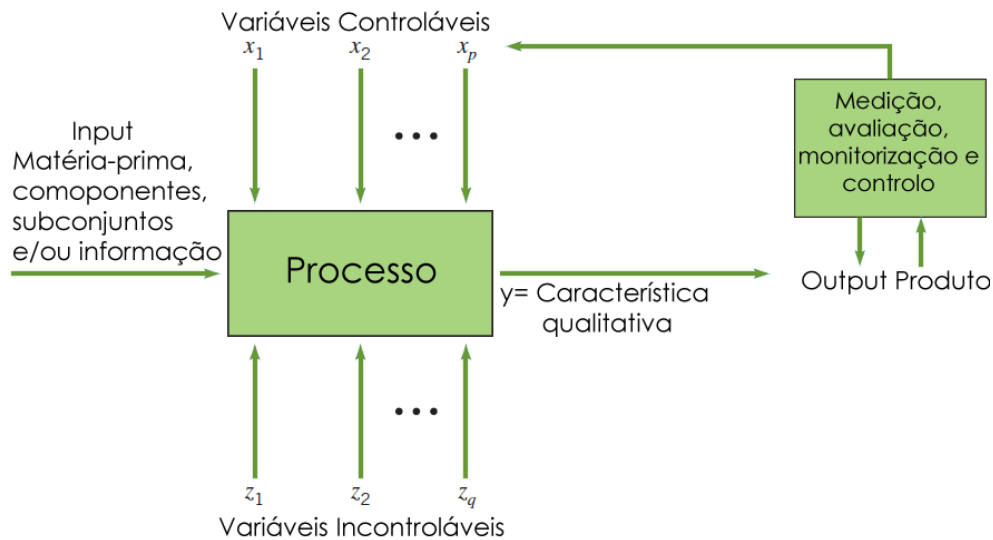 Variáveis Controláveis
x1 x2 xp
Medição,
avaliação,
monitorização e
controlo
Input
Matéria-prima,
comoponentes,
subconjuntos
e/ou informação
Processo
y= Característica
qualitativa
Output Produto
z1 z2 zq
Variáveis Incontroláveis